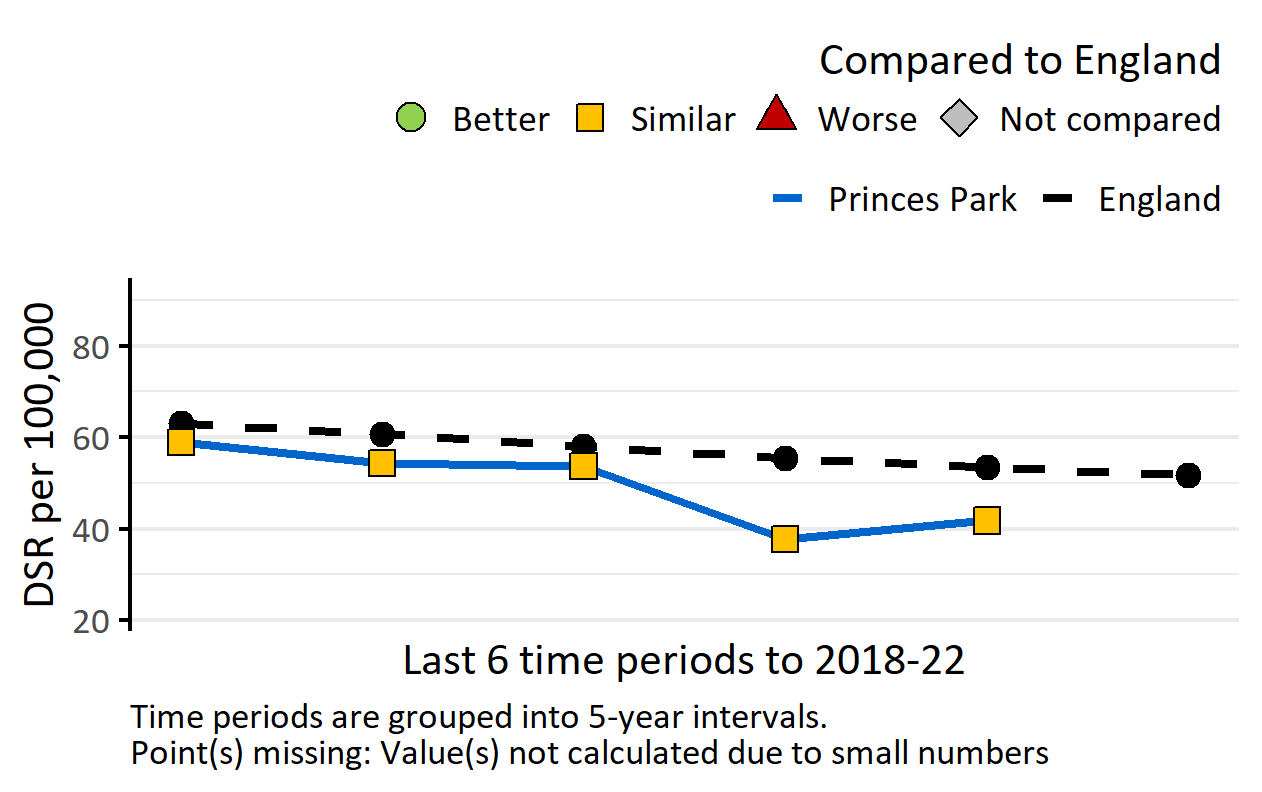 Compared to England
Better Similar Worse Not compared
Princes Park England
DSR per 100,000
80
60
40
20
Last 6 time periods to 2018-22
Time periods are grouped into 5-year intervals.
Point(s) missing: Value(s) not calculated due to small numbers